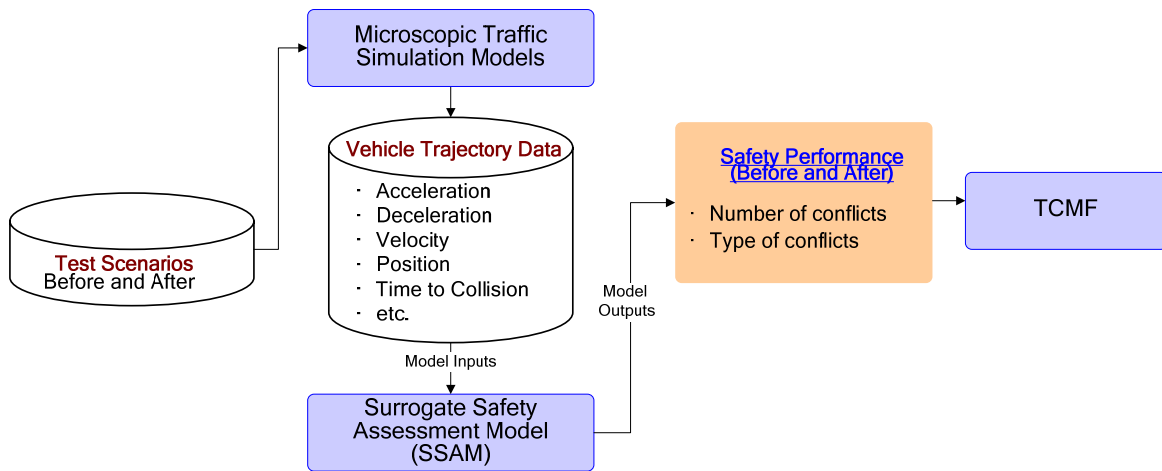 Microscopic Traffic
Simulation Models
Vehicle Trajectory Data
· Acceleration
· Deceleration
· Velocity
· Position
· Time to Collision
· etc.
Test Scenarios
Before and After
Model Inputs
Surrogate Safety
Assessment Model
(SSAM)
Model
Outputs
Safety Performance
(Before and After)
· Number of conflicts
· Type of conflicts
TCMF